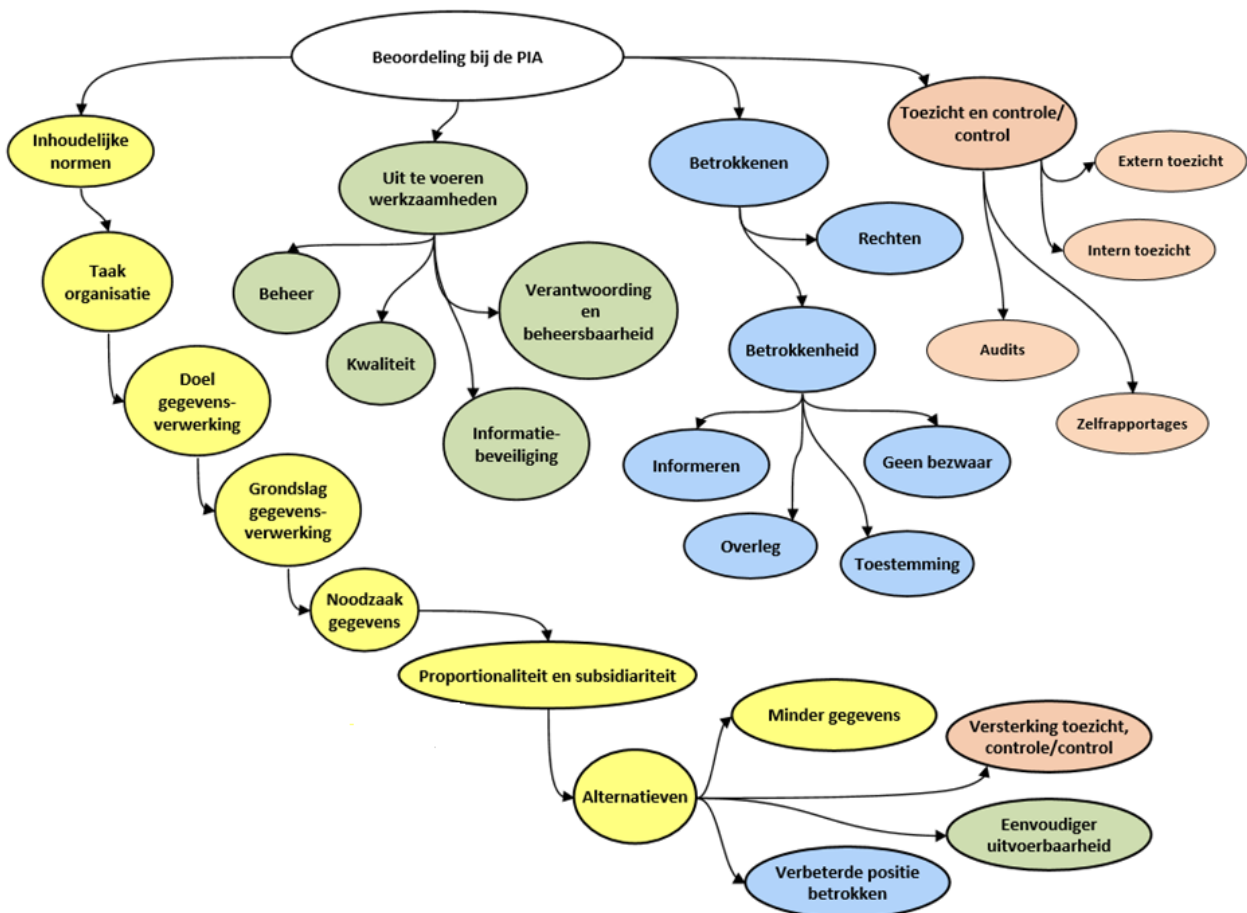 Beoordeling bij de PIA
Inhoudelijke
normen
Taak
organisatie
Doel
gegevens-
verwerking
Grondslag
gegevens-
verwerking
Noodzaak
gegevens
Proportionaliteit en subsidiariteit
Alternatieven
Minder gegevens
Versterking toezicht,
controle/control
Eenvoudiger
uitvoerbaarheid
Verbeterde positie
betrokken
Uit te voeren
werkzaamheden
Beheer
Kwaliteit
Informatie-
beveiliging
Verantwoording
en
beheersbaarheid
Betrokkenen
Rechten
Betrokkenheid
Informeren
Overleg
Toestemming
Geen bezwaar
Toezicht en controle/
control
Extern toezicht
Intern toezicht
Audits
Zelfrapportages